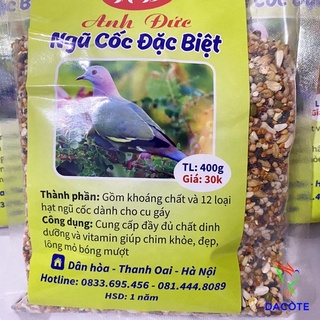 Anh Đức
Ngũ Cốc Đặc Biệt
TL: 400g
Giá: 30k
Thành phần: Gồm khoáng chất và 12 loại
hạt ngũ cốc dành cho cu gáy
Công dụng: Cung cấp đầy đủ chất dinh
dưỡng và vitamin giúp chim khỏe, đẹp,
lông mỏ bóng mượt
Dân hòa - Thanh Oai - Hà Nội
Hotline: 0833.695.456 - 081.444.8089
HSD: 1 năm
DACOTE